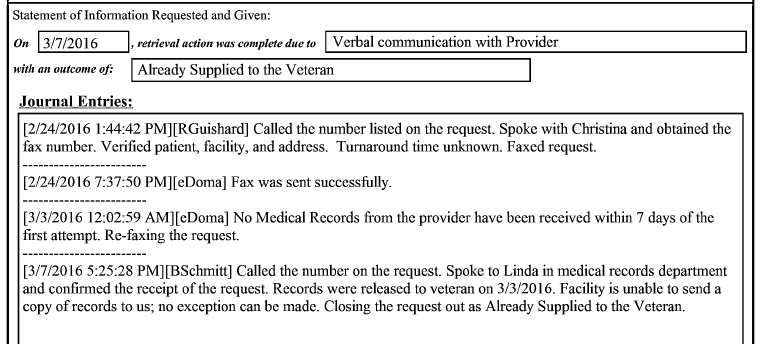 Statement of Information Requested and Given:
On 3/7/2016 , retrieval action was complete due to Verbal communication with Provider
with an outcome of: Already Supplied to the Veteran
Journal Entries:
[2/24/2016 1:44:42 PM][RGuishard] Called the number listed on the request. Spoke with Christina and obtained the
fax number. Verified patient, facility, and address.  Turnaround time unknown. Faxed request.
------------------------
[2/24/2016 7:37:50 PM][eDoma] Fax was sent successfully.
------------------------
[3/3/2016 12:02:59 AM][eDoma] No Medical Records from the provider have been received within 7 days of the
first attempt. Re-faxing the request.
------------------------
[3/7/2016 5:25:28 PM][BSchmitt] Called the number on the request. Spoke to Linda in medical records department
and confirmed the receipt of the request. Records were released to veteran on 3/3/2016. Facility is unable to send a
copy of records to us; no exception can be made. Closing the request out as Already Supplied to the Veteran.